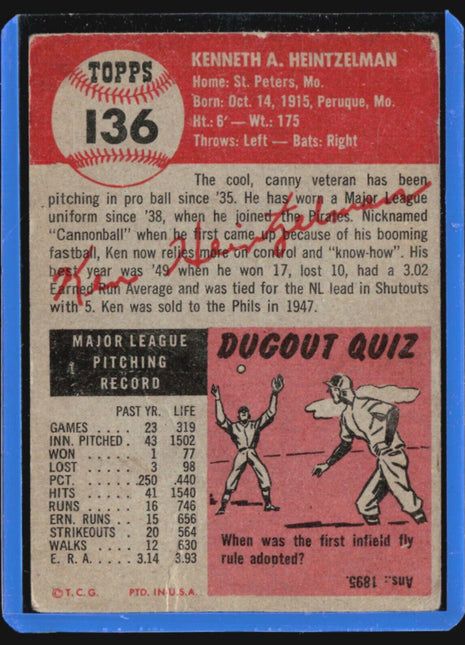 TOPPS
136
KENNETH A. HEINTZELMAN
Home: St. Peters, Mo.
Born: Oct. 14, 1915, Peruque, Mo.
Ht.: 6' — Wt.: 175
Throws: Left — Bats: Right
The cool, canny veteran has been
pitching in pro ball since '35. He has worn a Major League
uniform since '38, when he joined the Pirates. Nicknamed
"Cannonball" when he first came up because of his booming
fastball, Ken now relies more on control and "know-how". His
best year was '49 when he won 17, lost 10, had a 3.02
Earned Run Average and was tied for the NL lead in Shutouts
with 5. Ken was sold to the Phils in 1947.
Ken Heintzelman
MAJOR LEAGUE
PITCHING
RECORD
PAST YR. LIFE
GAMES ..... 23 319
INN. PITCHED . 43 1502
WON ...... 1 77
LOST ...... 3 98
PCT. ...... .250 .440
HITS ...... 41 1540
RUNS ..... 16 746
ERN. RUNS .. 15 656
STRIKEOUTS . 20 564
WALKS .... 12 630
E. R. A. .... 3.14 3.93
© T. C. G. PTD. IN U.S.A.
DUGOUT QUIZ
When was the first infield fly
rule adopted?
Ans.: 1895.